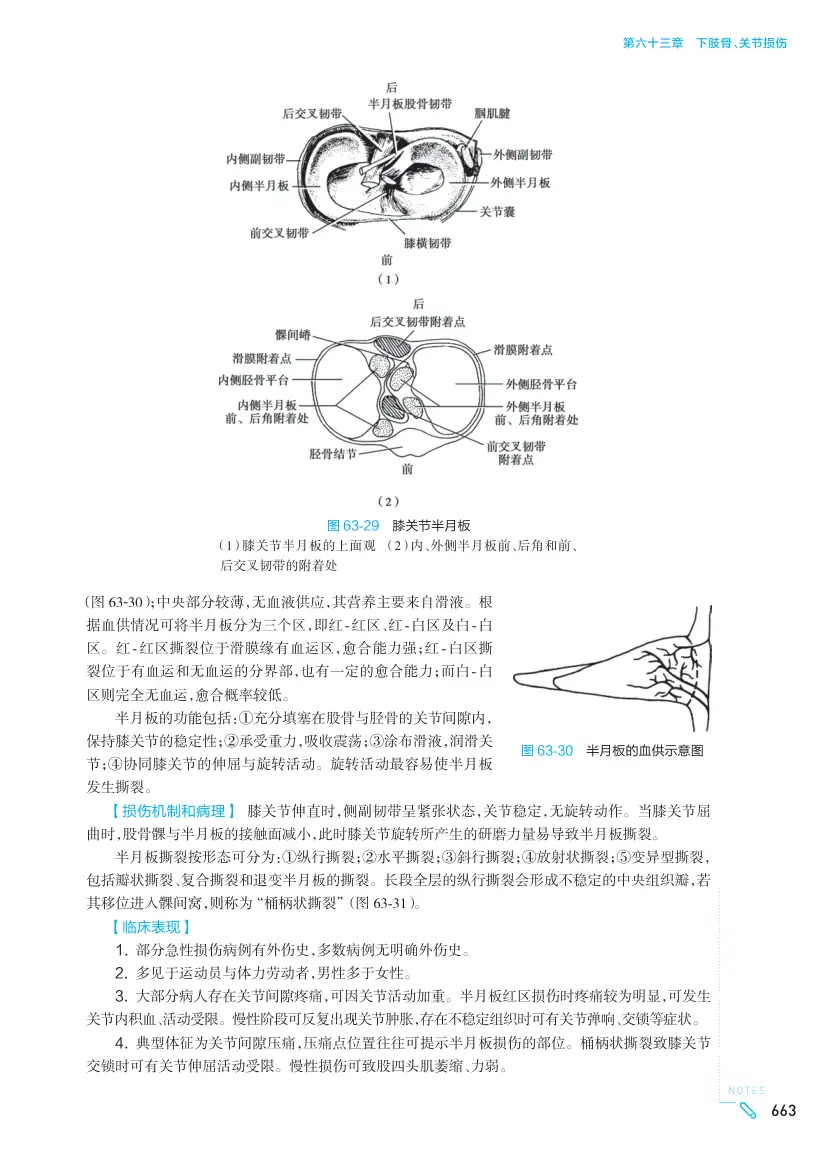 第六十三章　下肢骨、关节损伤
后
半月板股骨韧带
后交叉韧带
腘肌腱
内侧副韧带
外侧副韧带
内侧半月板
外侧半月板
关节囊
前交叉韧带
膝横韧带
前
（1）
后
后交叉韧带附着点
髁间嵴
滑膜附着点
滑膜附着点
内侧胫骨平台
外侧胫骨平台
内侧半月板
前、后角附着处
外侧半月板
前、后角附着处
前交叉韧带
附着点
胫骨结节
前
（2）
图 63-29　膝关节半月板
（1）膝关节半月板的上面观　（2）内、外侧半月板前、后角和前、
后交叉韧带的附着处
（图 63-30）；中央部分较薄，无血液供应，其营养主要来自滑液。根
据血供情况可将半月板分为三个区，即红-红区、红-白区及白-白
区。红-红区撕裂位于滑膜缘有血运区，愈合能力强；红-白区撕
裂位于有血运和无血运的分界部，也有一定的愈合能力；而白-白
区则完全无血运，愈合概率较低。
半月板的功能包括：①充分填塞在股骨与胫骨的关节间隙内，
保持膝关节的稳定性；②承受重力，吸收震荡；③涂布滑液，润滑关
节；④协同膝关节的伸屈与旋转活动。旋转活动最容易使半月板
发生撕裂。
图 63-30　半月板的血供示意图
【损伤机制和病理】 膝关节伸直时，侧副韧带呈紧张状态，关节稳定，无旋转动作。当膝关节屈
曲时，股骨髁与半月板的接触面减小，此时膝关节旋转所产生的研磨力量易导致半月板撕裂。
半月板撕裂按形态可分为：①纵行撕裂；②水平撕裂；③斜行撕裂；④放射状撕裂；⑤变异型撕裂，
包括瓣状撕裂、复合撕裂和退变半月板的撕裂。长段全层的纵行撕裂会形成不稳定的中央组织瓣，若
其移位进入髁间窝，则称为“桶柄状撕裂”（图 63-31）。
【临床表现】
1. 部分急性损伤病例有外伤史，多数病例无明确外伤史。
2. 多见于运动员与体力劳动者，男性多于女性。
3. 大部分病人存在关节间隙疼痛，可因关节活动加重。半月板红区损伤时疼痛较为明显，可发生
关节内积血、活动受限。慢性阶段可反复出现关节肿胀，存在不稳定组织时可有关节弹响、交锁等症状。
4. 典型体征为关节间隙压痛，压痛点位置往往可提示半月板损伤的部位。桶柄状撕裂致膝关节
交锁时可有关节伸屈活动受限。慢性损伤可致股四头肌萎缩、力弱。
NOTES
663